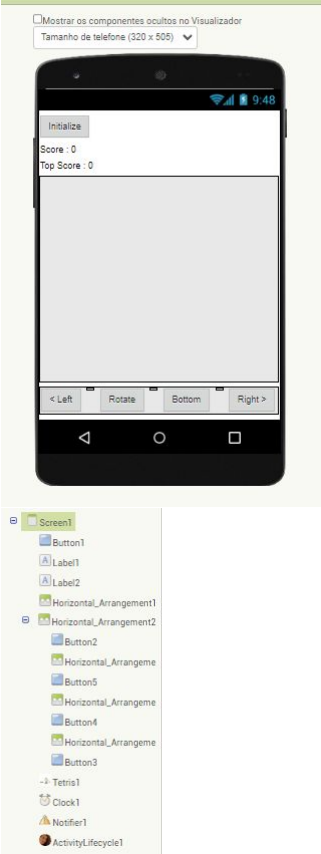 Mostrar os componentes ocultos no Visualizador
Tamanho de telefone (320 x 505)
9:48
Initialize
Score : 0
Top Score : 0
< Left
Rotate
Bottom
Right >
Screen1
Button1
Label1
Label2
Horizontal_Arrangement1
Horizontal_Arrangement2
Button2
Horizontal_Arrangeme
Button5
Horizontal_Arrangeme
Button4
Horizontal_Arrangeme
Button3
Tetris1
Clock1
Notifier1
ActivityLifecycle1